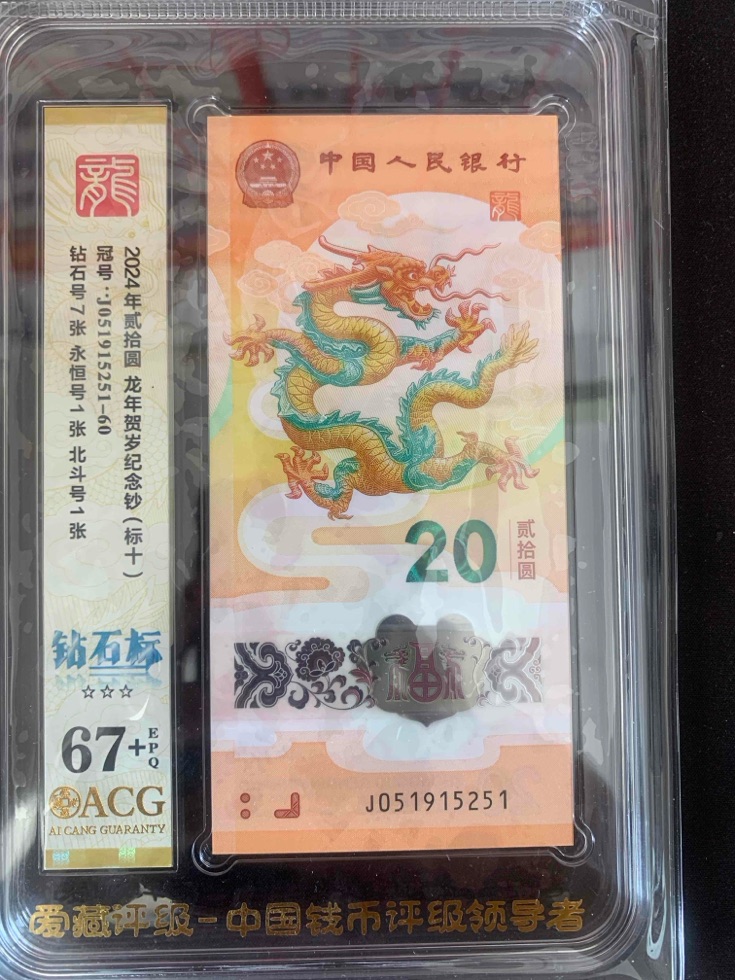 龍
2024年贰拾圆 龙年贺岁纪念钞(标十)
冠号:J051915251-60
钻石号7张 永恒号1张 北斗号1张
钻石标
☆☆☆
67+EPQ
ACG
AI CANG GUARANTY
中国人民银行
龍
20
贰拾圆
J051915251
爱藏评级-中国钱币评级领导者